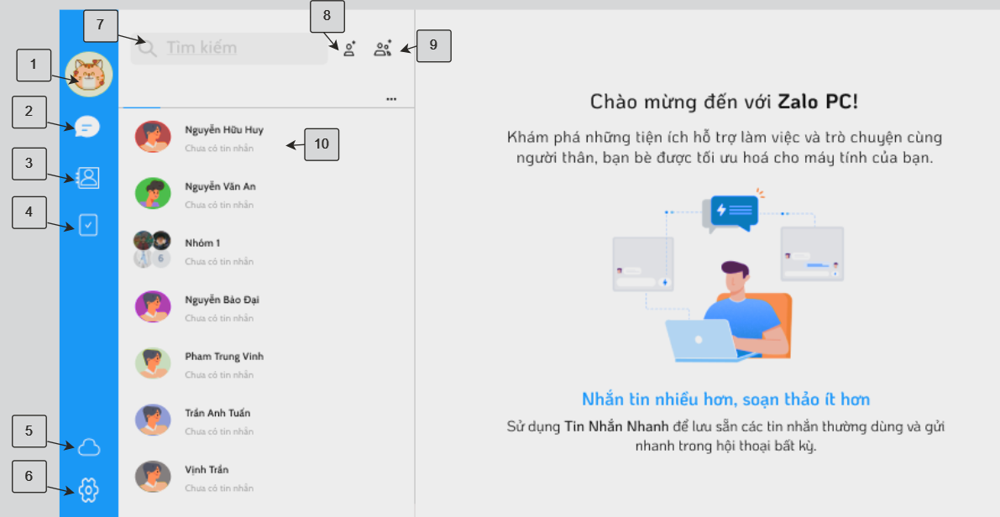 7
8
9
1
2
3
4
5
6
10
Tìm kiếm
...
Nguyễn Hữu Huy
Chưa có tin nhắn
Nguyễn Văn An
Chưa có tin nhắn
Nhóm 1
Chưa có tin nhắn
6
Nguyễn Bảo Đại
Chưa có tin nhắn
Phạm Trung Vinh
Chưa có tin nhắn
Trần Anh Tuấn
Chưa có tin nhắn
Vịnh Trần
Chưa có tin nhắn
Chào mừng đến với Zalo PC!
Khám phá những tiện ích hỗ trợ làm việc và trò chuyện cùng
người thân, bạn bè được tối ưu hoá cho máy tính của bạn.
Nhắn tin nhiều hơn, soạn thảo ít hơn
Sử dụng Tin Nhắn Nhanh để lưu sẵn các tin nhắn thường dùng và gửi
nhanh trong hội thoại bất kỳ.